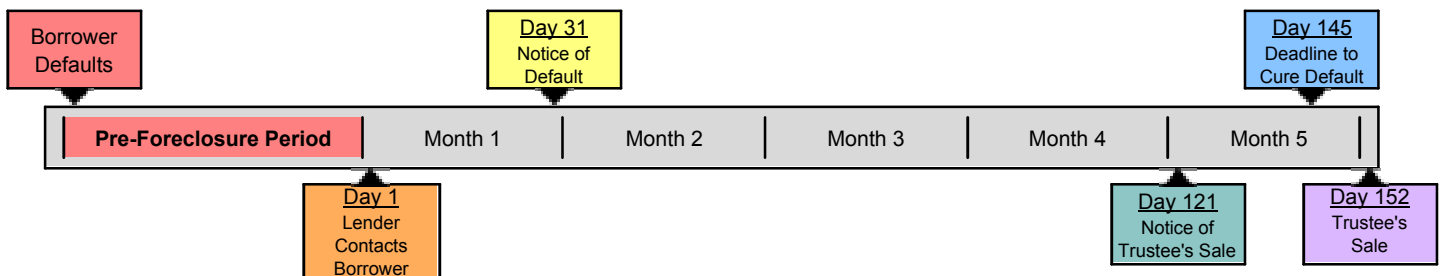 Borrower
Defaults
Day 31
Notice of
Default
Day 145
Deadline to
Cure Default
Pre-Foreclosure Period
Month 1
Month 2
Month 3
Month 4
Month 5
Day 1
Lender
Contacts
Borrower
Day 121
Notice of
Trustee's Sale
Day 152
Trustee's
Sale